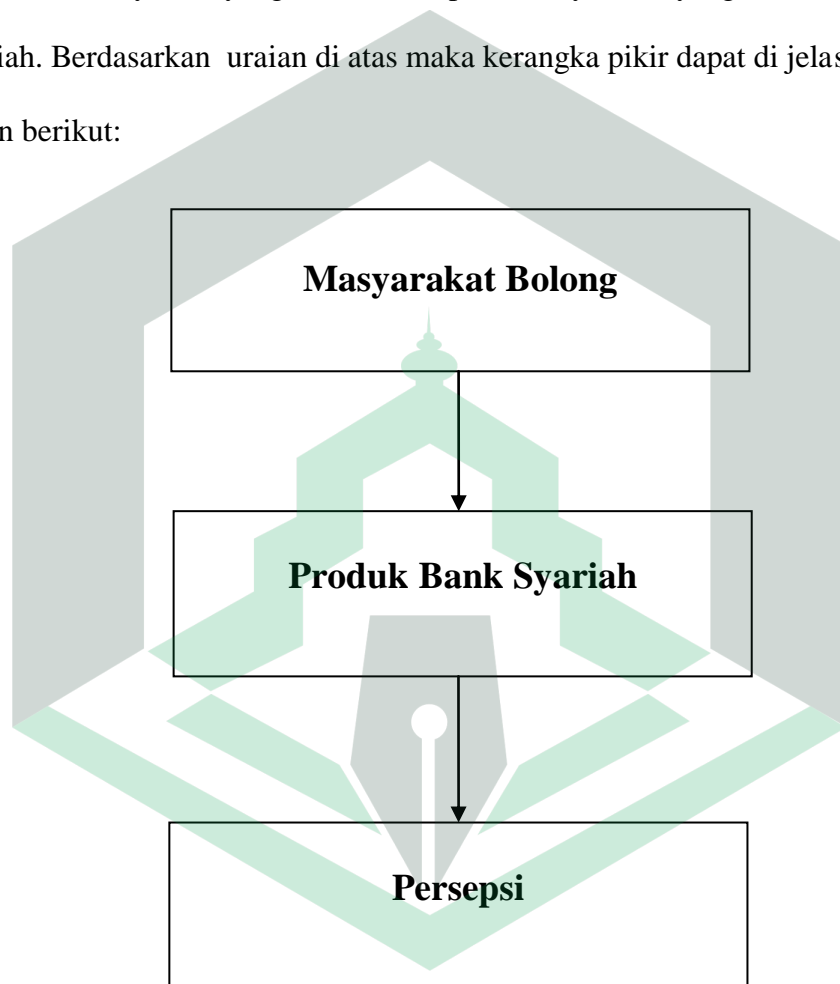 iah. Berdasarkan uraian di atas maka kerangka pikir dapat di jelas
n berikut:
Masyarakat Bolong
Produk Bank Syariah
Persepsi